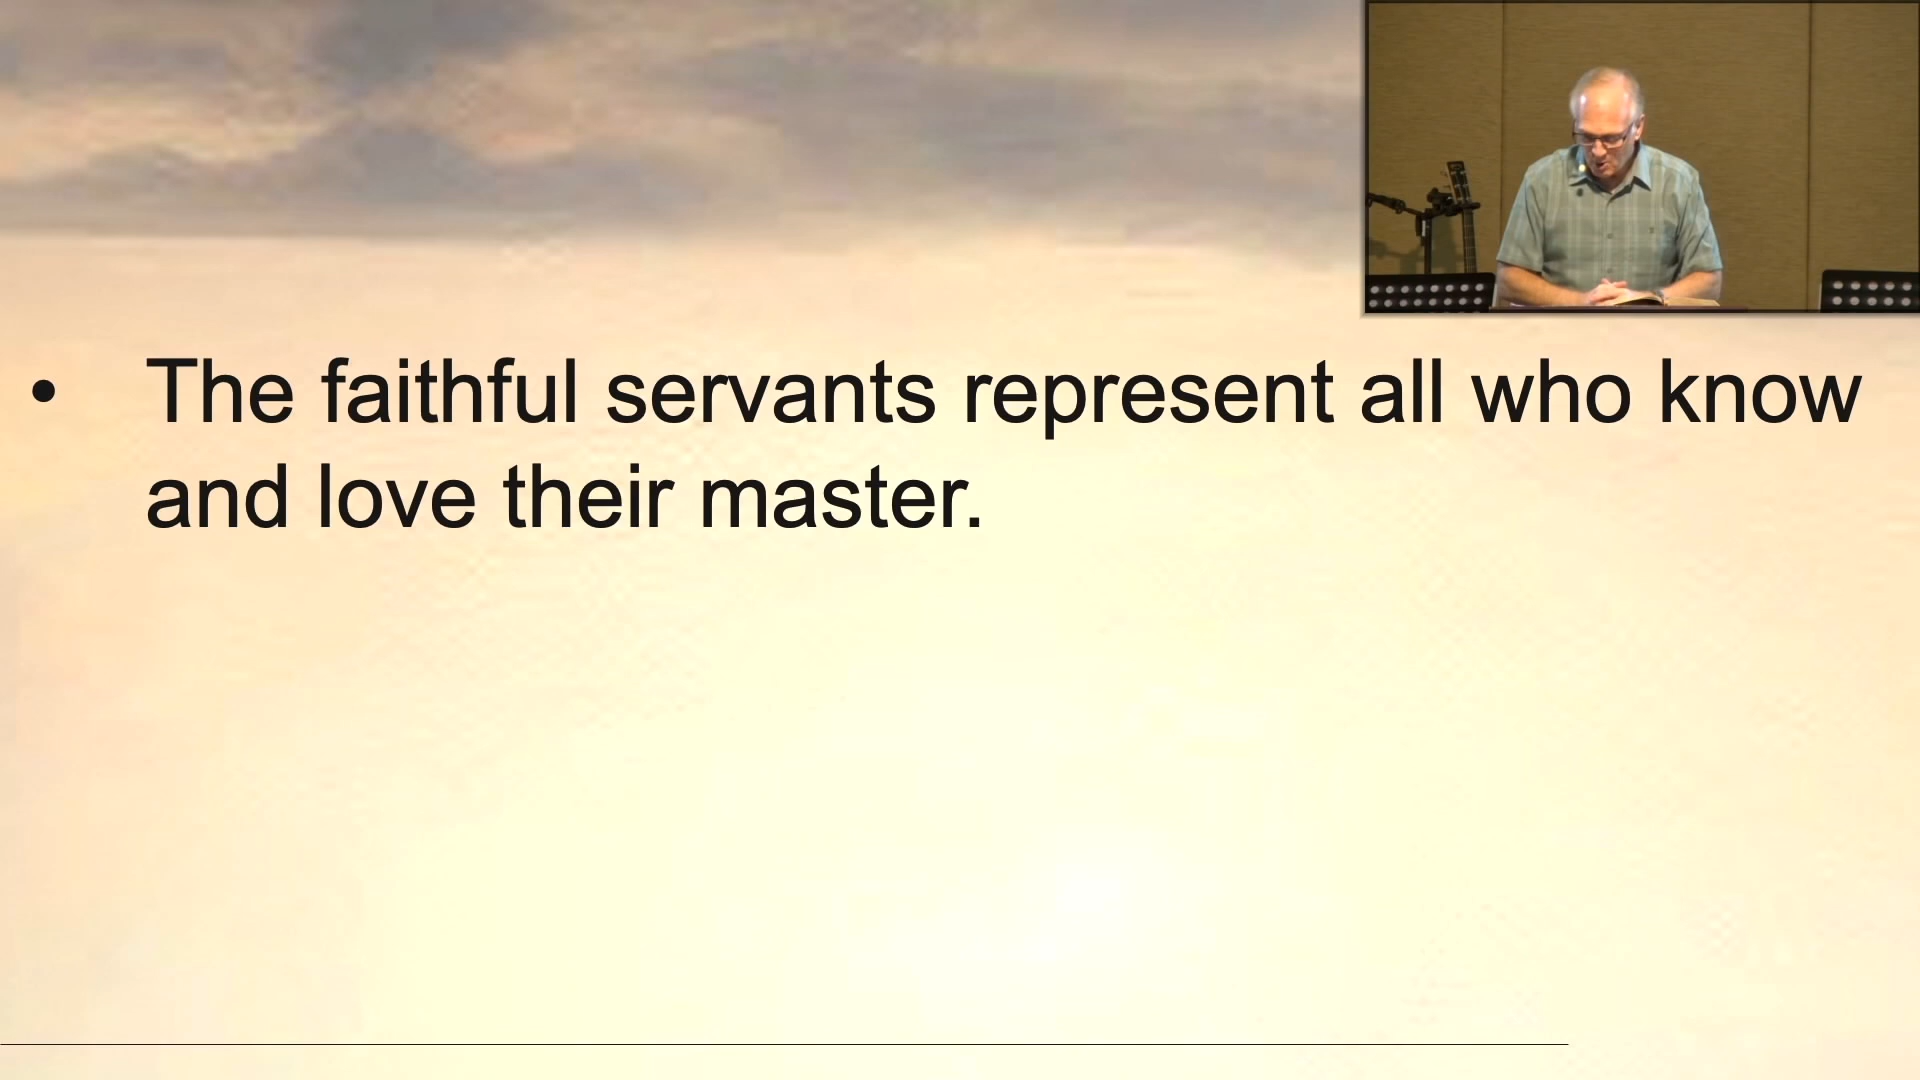 • The faithful servants represent all who know
and love their master.